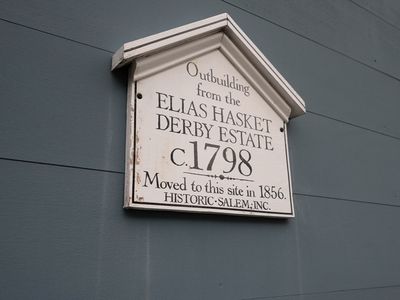 Outbuilding
from the
ELIAS HASKET
DERBY ESTATE
C.1798
Moved to this site in 1856.
HISTORIC·SALEM, INC.